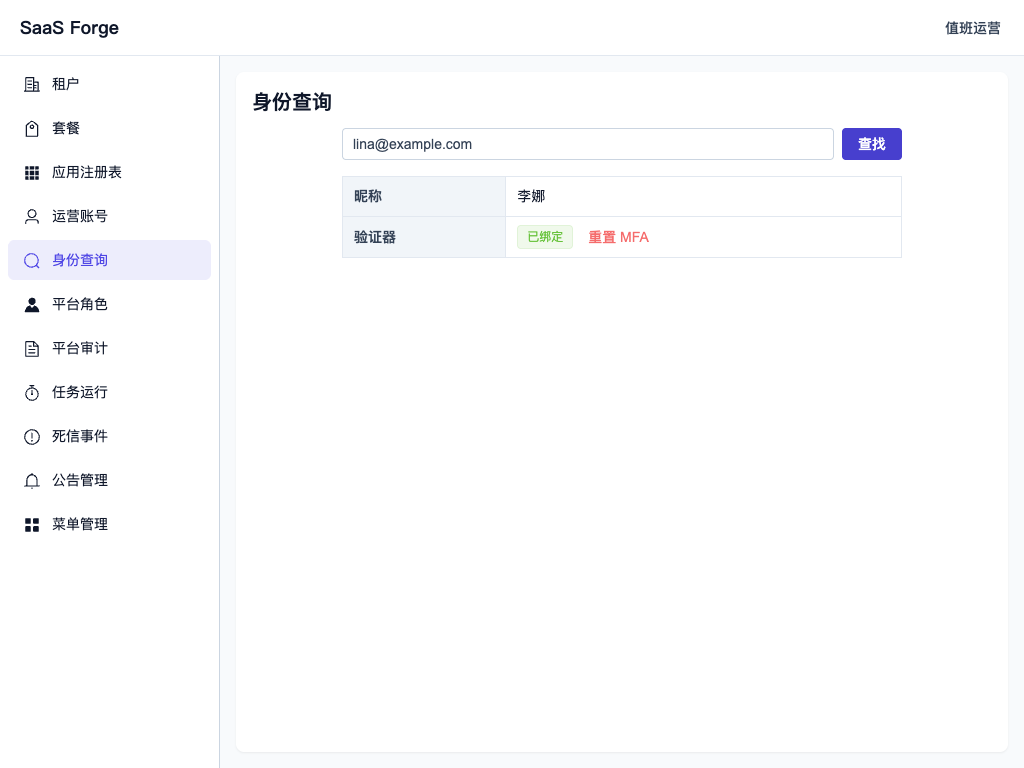 SaaS Forge
值班运营
租户
套餐
应用注册表
运营账号
身份查询
平台角色
平台审计
任务运行
死信事件
公告管理
菜单管理
身份查询
lina@example.com
查找
昵称 李娜
验证器 已绑定 重置 MFA